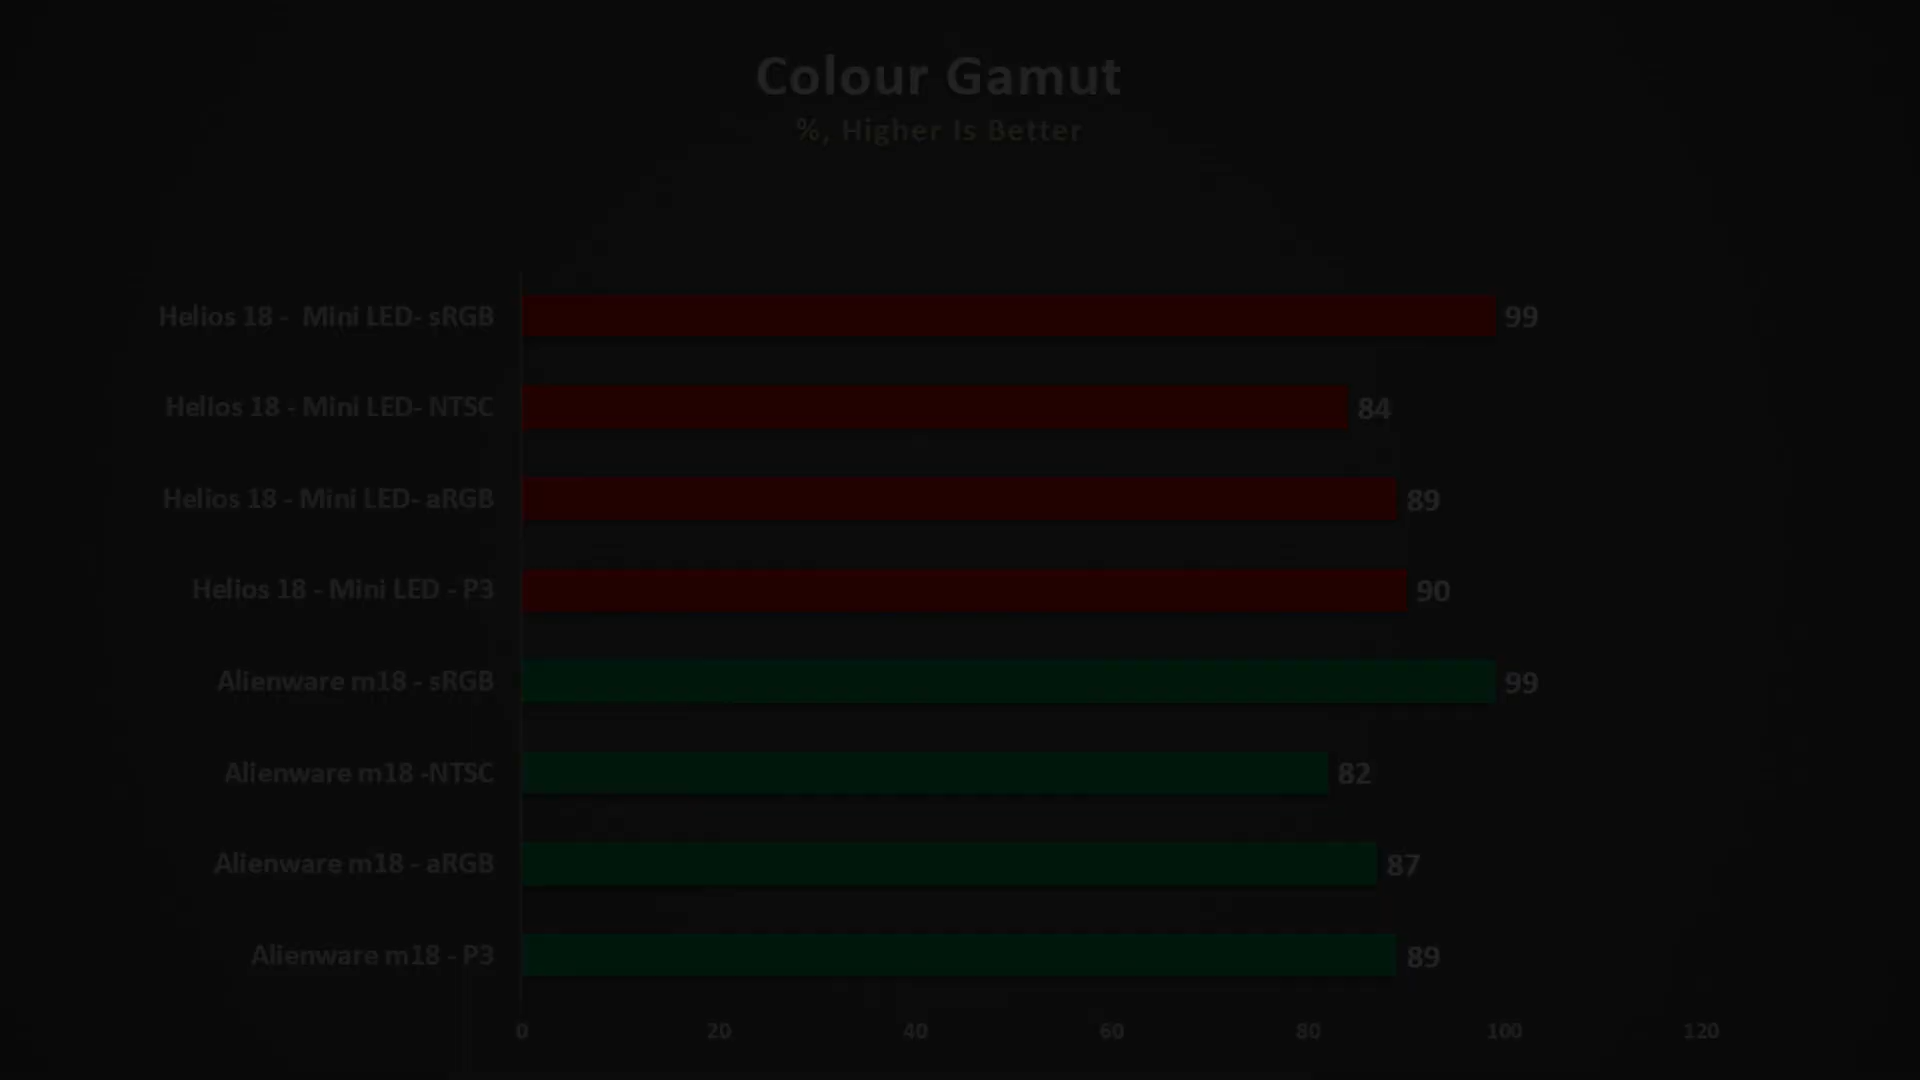 Colour Gamut
%, Higher Is Better
Helios 18 -  Mini LED- sRGB 99
Helios 18 - Mini LED- NTSC 84
Helios 18 - Mini LED- aRGB 89
Helios 18 - Mini LED - P3 90
Alienware m18 - sRGB 99
Alienware m18 -NTSC 82
Alienware m18 - aRGB 87
Alienware m18 - P3 89
0 20 40 60 80 100 120